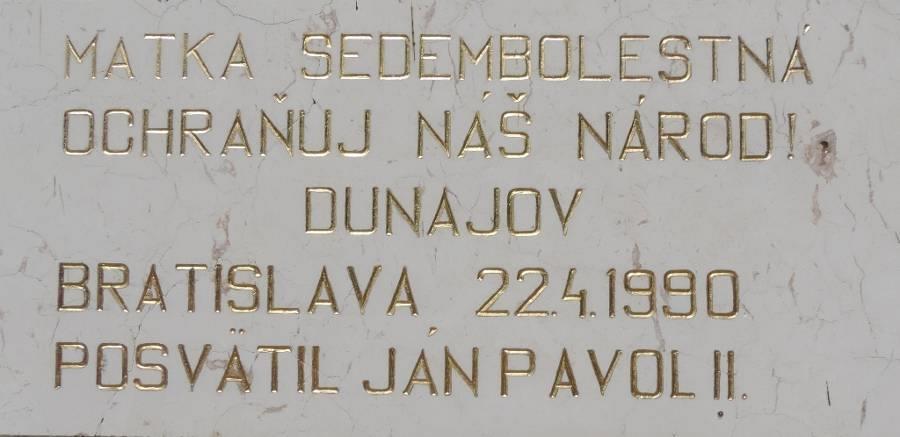 MATKA SEDEMBOLESTNÁ
OCHRAŇUJ NÁŠ NÁROD!
DUNAJOV
BRATISLAVA 22.4.1990
POSVÄTIL JÁN PAVOL II.